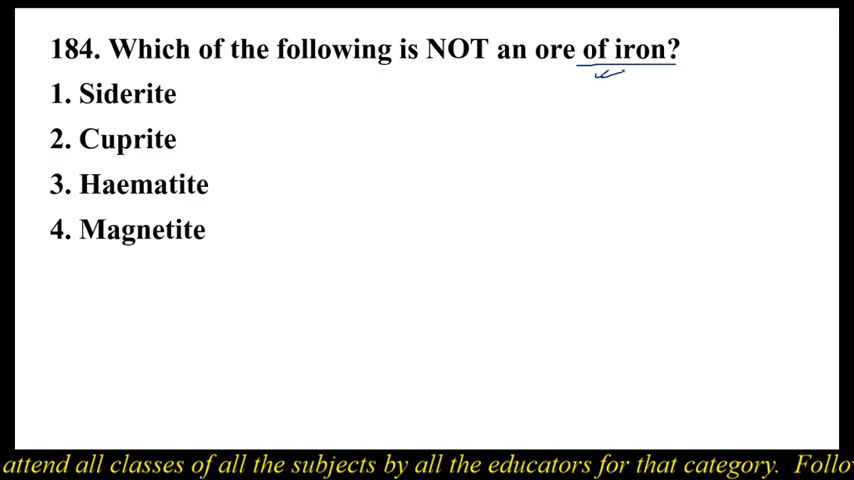 184. Which of the following is NOT an ore of iron?
1. Siderite
2. Cuprite
3. Haematite
4. Magnetite
attend all classes of all the subjects by all the educators for that category. Follo